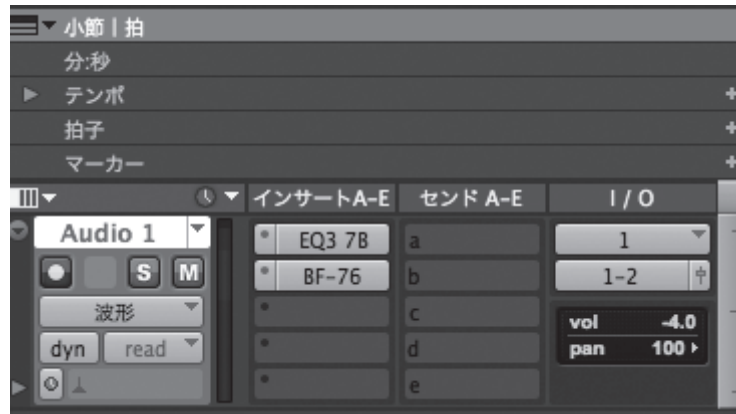 小節|拍
分:秒
テンポ
拍子
マーカー
インサートA-E センド A-E I / O
Audio 1 EQ3 7B a 1
S M BF-76 b 1-2
波形 c vol -4.0
dyn read d pan 100
e